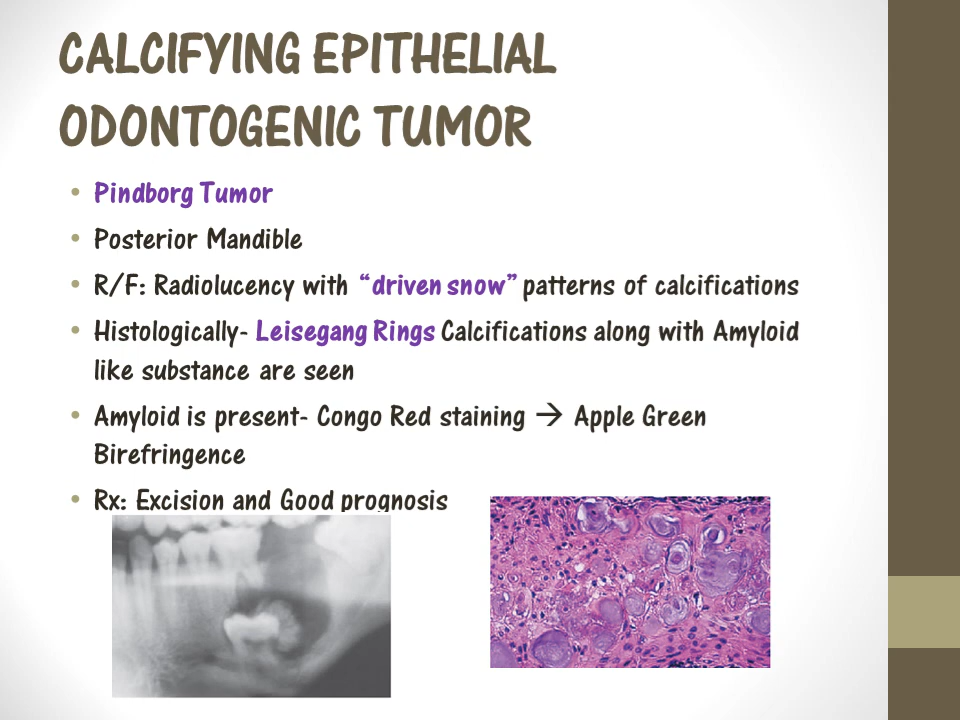 CALCIFYING EPITHELIAL
ODONTOGENIC TUMOR
• Pindborg Tumor
• Posterior Mandible
• R/F: Radiolucency with “driven snow” patterns of calcifications
• Histologically- Leisegang Rings Calcifications along with Amyloid
like substance are seen
• Amyloid is present- Congo Red staining → Apple Green
Birefringence
• Rx: Excision and Good prognosis